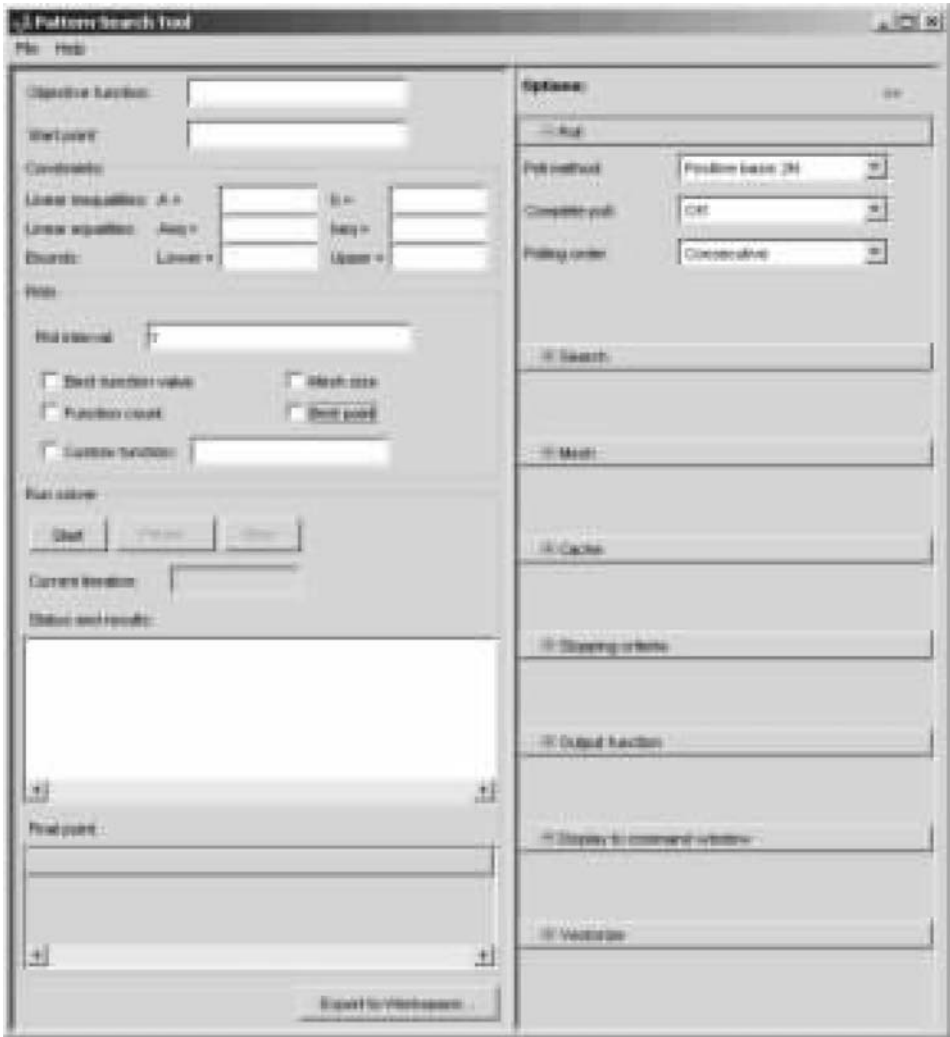 Pattern Search Tool
File Help
Objective function:
Start point:
Constraints:
Linear inequalities: A = b =
Linear equalities: Aeq = beq =
Bounds: Lower = Upper =
Plots
Plot interval:
Best function value Mesh size
Function count Best point
Custom function:
Run solver
Start Pause Stop
Current iteration:
Status and results:
Final point:
Export to Workspace...
Options:
Poll
Poll method: Positive basis 2N
Complete poll: Off
Polling order: Consecutive
Search
Mesh
Cache
Stopping criteria
Output function
Display to command window
Vectorize